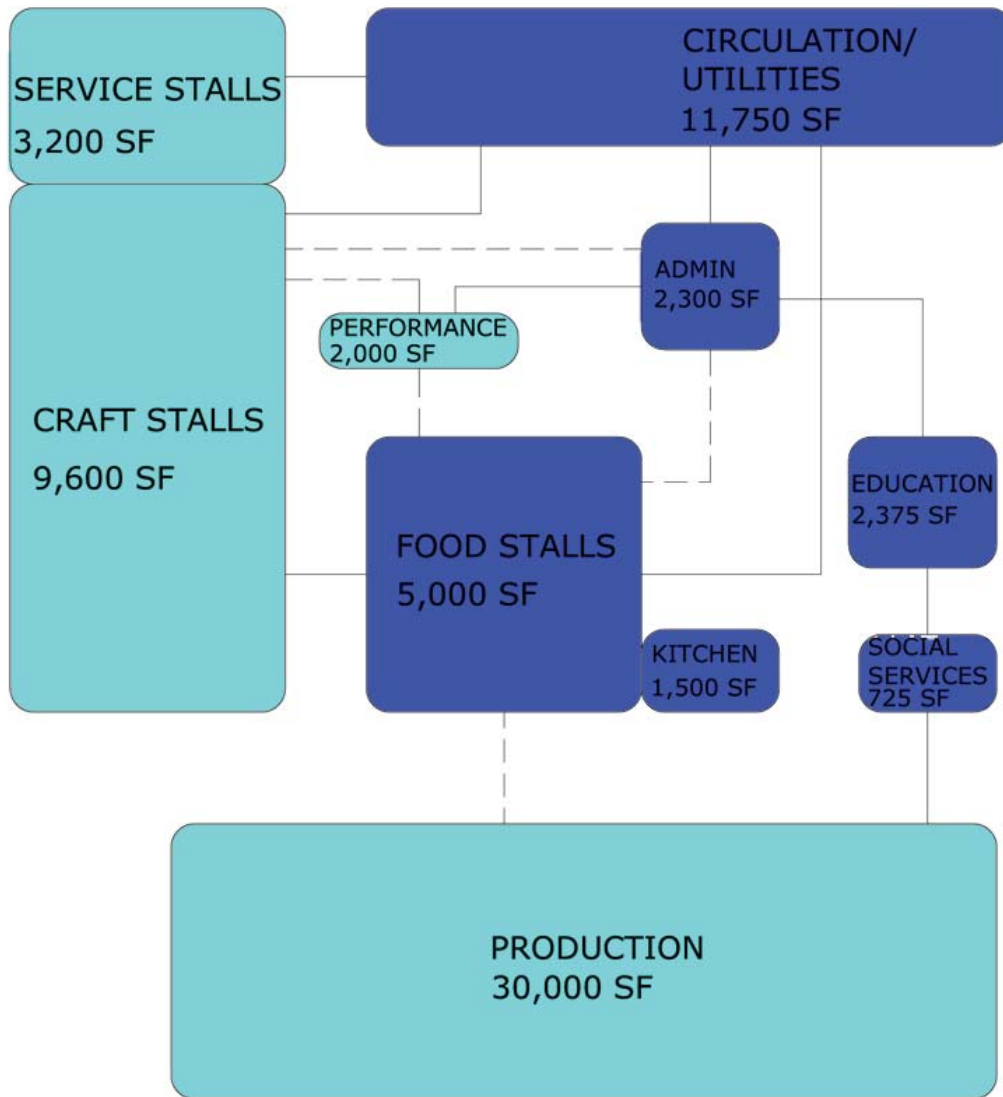 SERVICE STALLS
3,200 SF
CIRCULATION/
UTILITIES
11,750 SF
ADMIN
2,300 SF
PERFORMANCE
2,000 SF
CRAFT STALLS
9,600 SF
EDUCATION
2,375 SF
FOOD STALLS
5,000 SF
KITCHEN
1,500 SF
SOCIAL
SERVICES
725 SF
PRODUCTION
30,000 SF